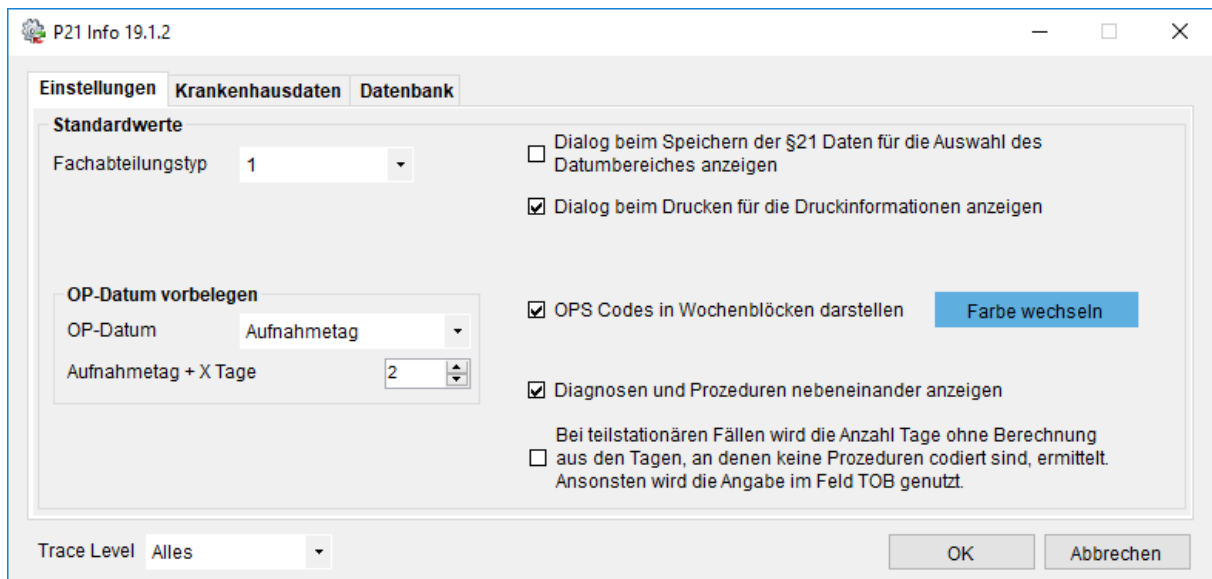 P21 Info 19.1.2
Einstellungen Krankenhausdaten Datenbank
Standardwerte
Fachabteilungstyp 1
OP-Datum vorbelegen
OP-Datum Aufnahmetag
Aufnahmetag + X Tage 2
Dialog beim Speichern der §21 Daten für die Auswahl des
Datumbereiches anzeigen
Dialog beim Drucken für die Druckinformationen anzeigen
OPS Codes in Wochenblöcken darstellen Farbe wechseln
Diagnosen und Prozeduren nebeneinander anzeigen
Bei teilstationären Fällen wird die Anzahl Tage ohne Berechnung
aus den Tagen, an denen keine Prozeduren codiert sind, ermittelt.
Ansonsten wird die Angabe im Feld TOB genutzt.
Trace Level Alles OK Abbrechen